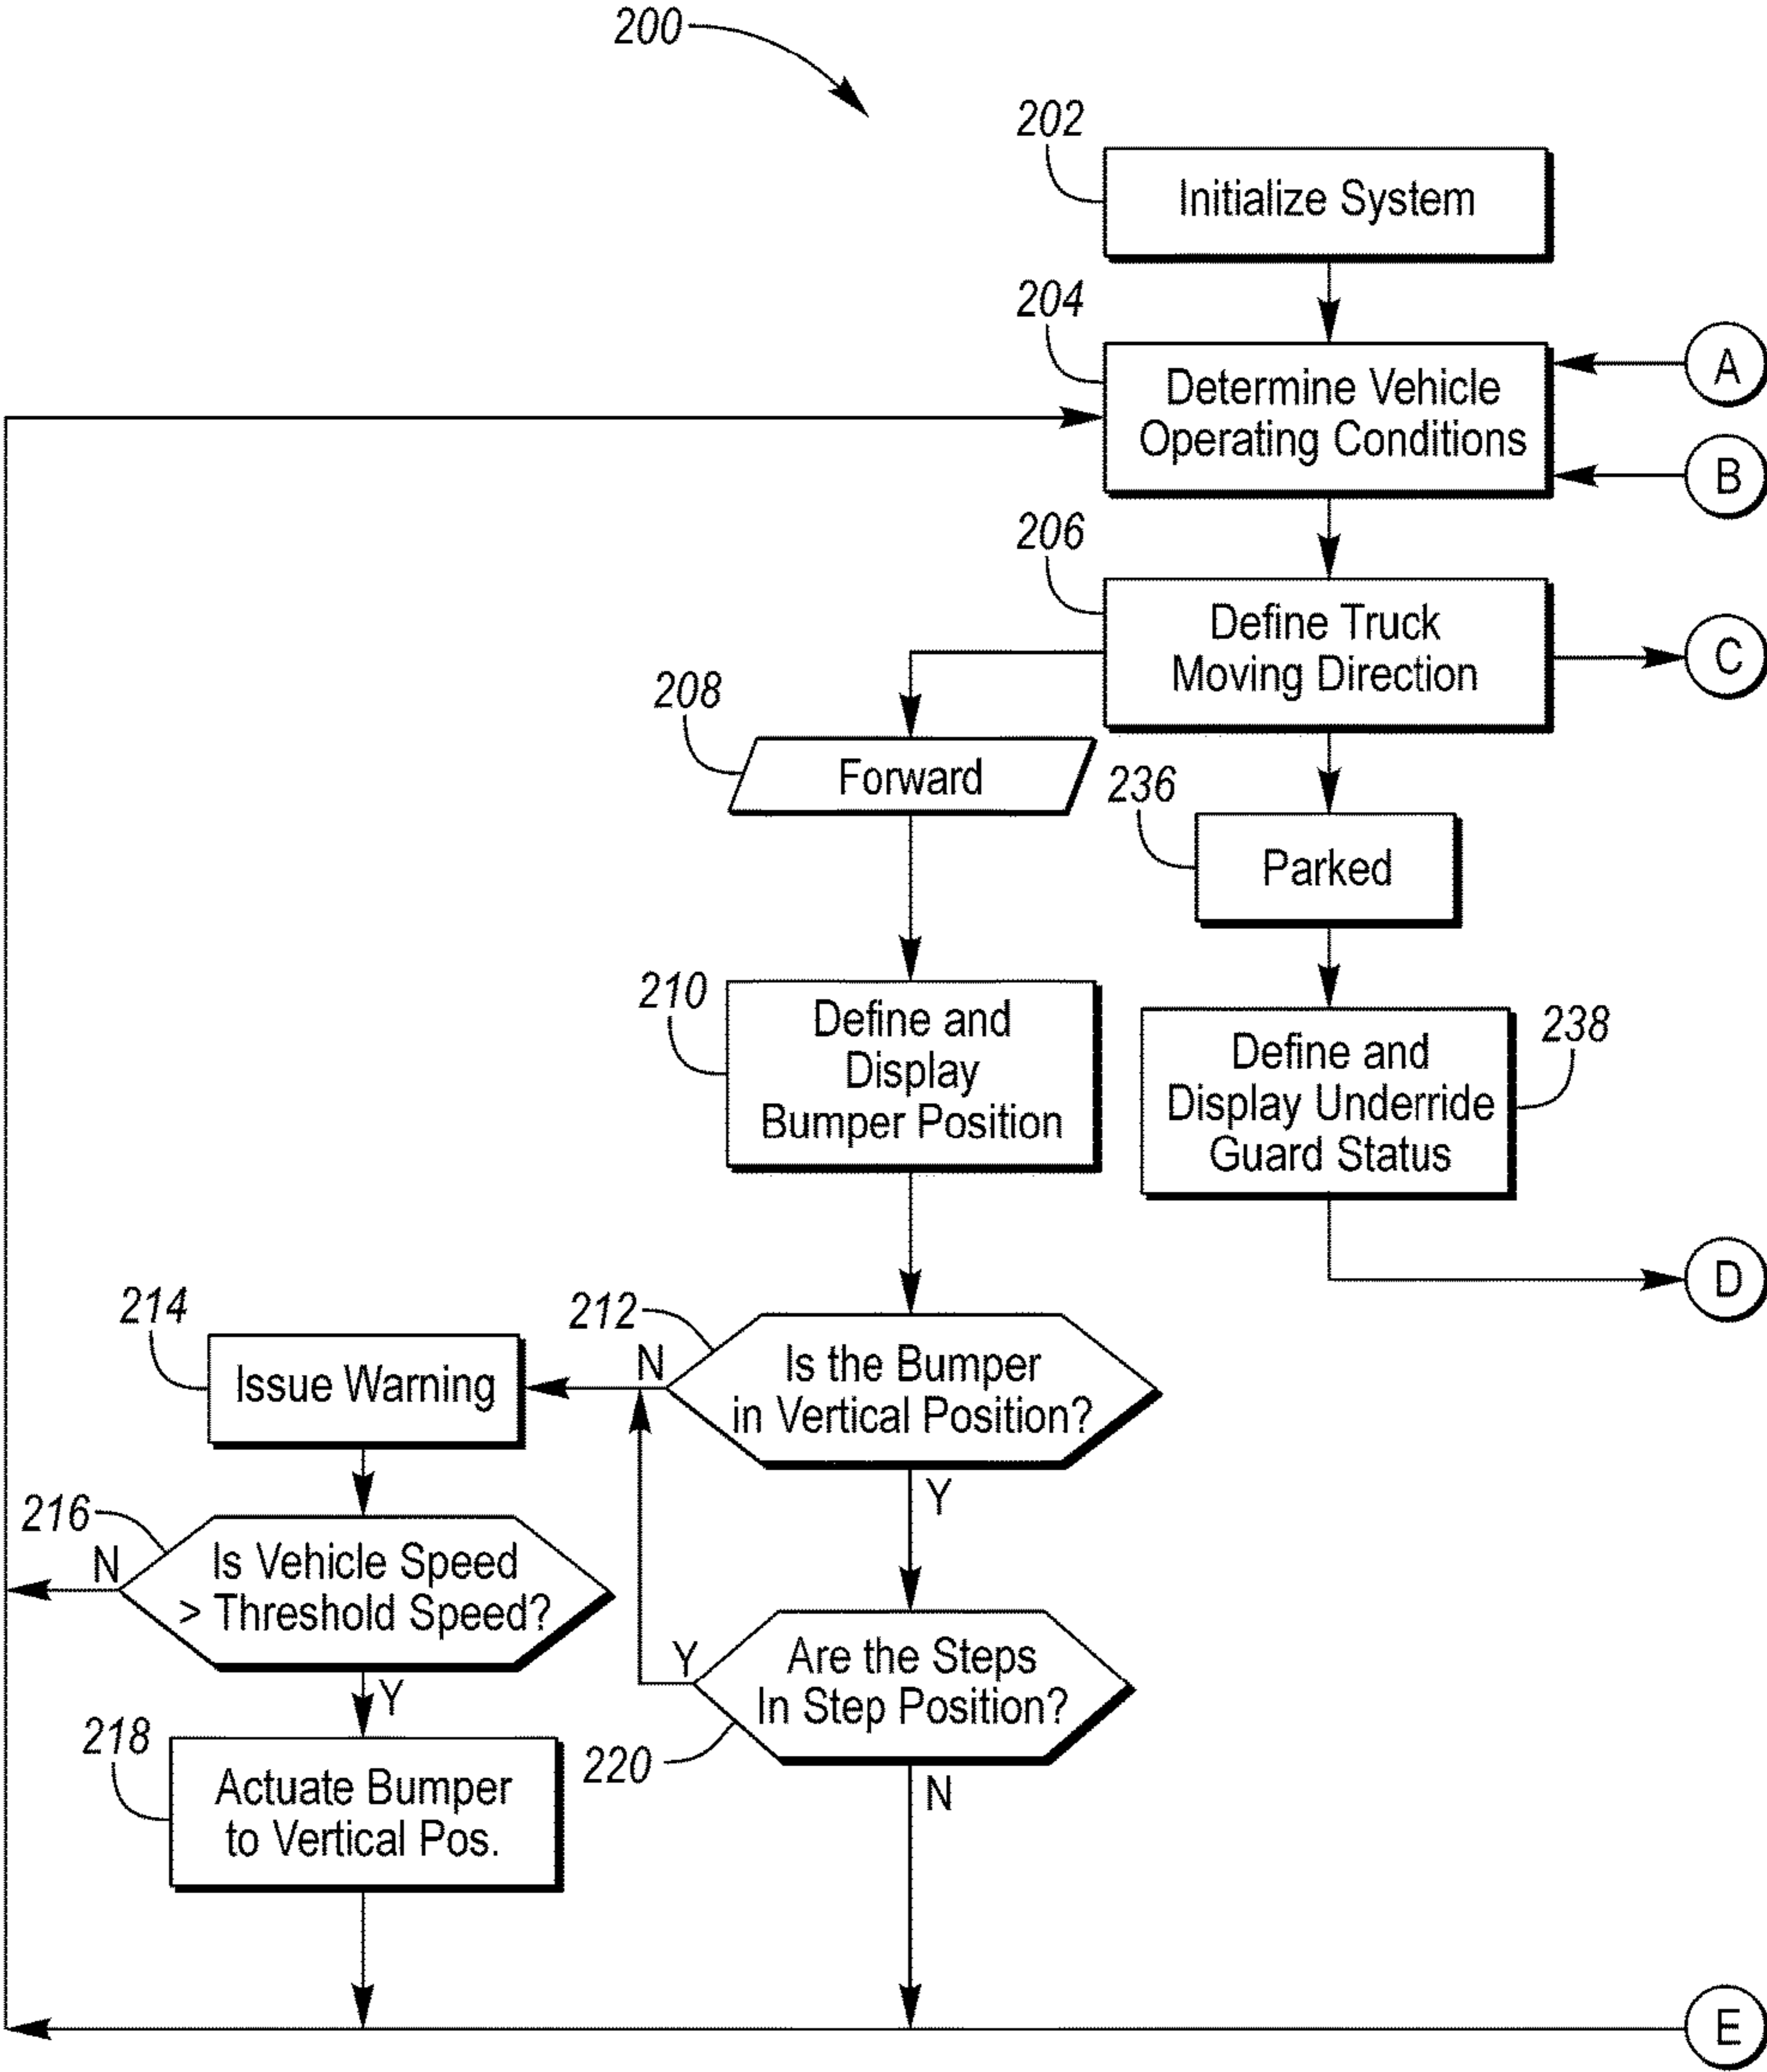 200
202
Initialize System
204
Determine Vehicle
Operating Conditions
A
B
206
Define Truck
Moving Direction
C
208
Forward
236
Parked
210
Define and
Display
Bumper Position
238
Define and
Display Underride
Guard Status
D
212
Is the Bumper
in Vertical Position?
N
Y
214
Issue Warning
216
Is Vehicle Speed
> Threshold Speed?
N
Y
220
Are the Steps
In Step Position?
Y
N
218
Actuate Bumper
to Vertical Pos.
E